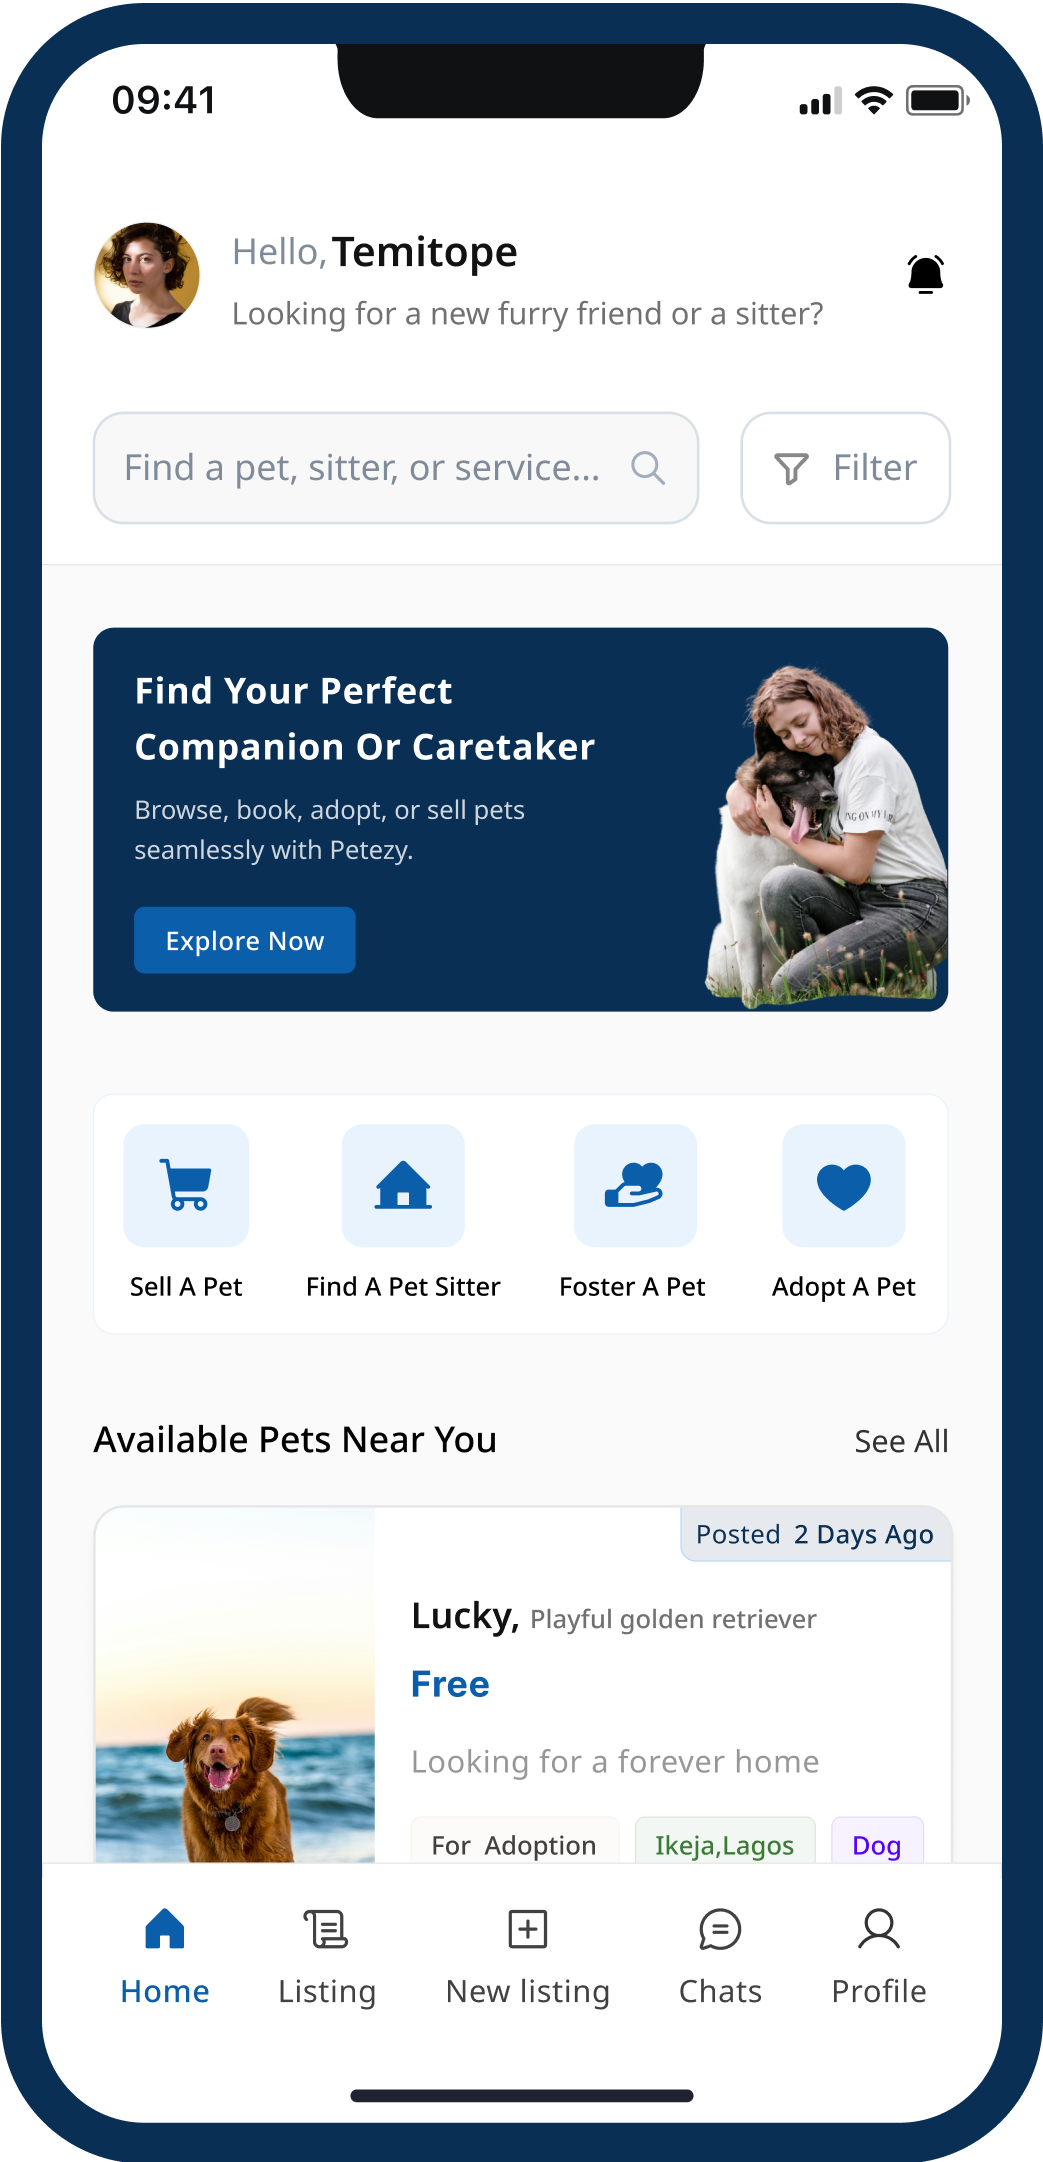 09:41
Hello, Temitope
Looking for a new furry friend or a sitter?
Find a pet, sitter, or service...
Filter
Find Your Perfect
Companion Or Caretaker
Browse, book, adopt, or sell pets
seamlessly with Petezy.
Explore Now
Sell A Pet
Find A Pet Sitter
Foster A Pet
Adopt A Pet
Available Pets Near You
See All
Posted 2 Days Ago
Lucky, Playful golden retriever
Free
Looking for a forever home
For Adoption
Ikeja,Lagos
Dog
Home
Listing
New listing
Chats
Profile